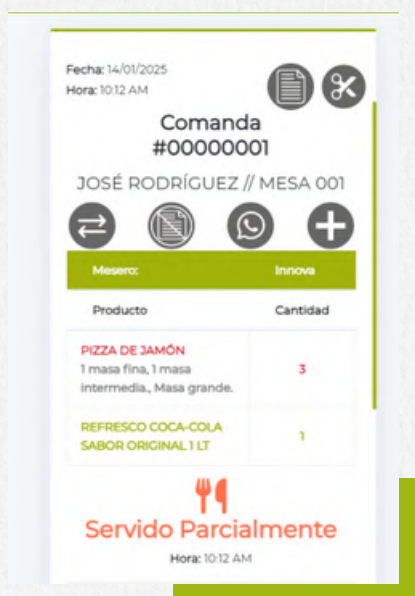 Fecha: 14/01/2025
Hora: 10:12 AM
Comanda
#00000001
JOSÉ RODRÍGUEZ // MESA 001
Mesero: Innova
Producto Cantidad
PIZZA DE JAMÓN
1 masa fina, 1 masa 3
intermedia., Masa grande.
REFRESCO COCA-COLA
SABOR ORIGINAL 1 LT 1
Servido Parcialmente
Hora: 10:12 AM